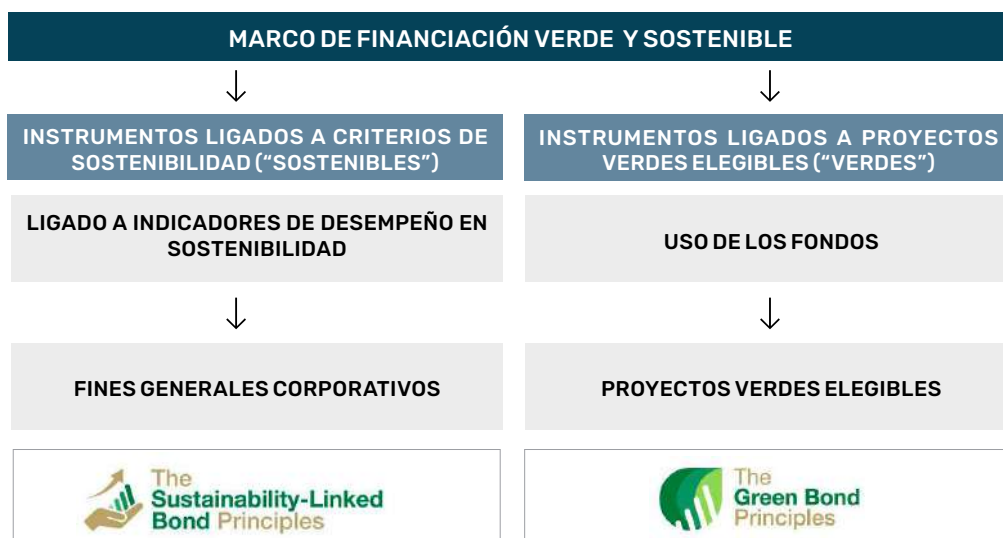 MARCO DE FINANCIACIÓN VERDE Y SOSTENIBLE
INSTRUMENTOS LIGADOS A CRITERIOS DE
SOSTENIBILIDAD (“SOSTENIBLES”)
LIGADO A INDICADORES DE DESEMPEÑO EN
SOSTENIBILIDAD
FINES GENERALES CORPORATIVOS
The
Sustainability-Linked
Bond Principles
INSTRUMENTOS LIGADOS A PROYECTOS
VERDES ELEGIBLES (“VERDES”)
USO DE LOS FONDOS
PROYECTOS VERDES ELEGIBLES
The
Green Bond
Principles